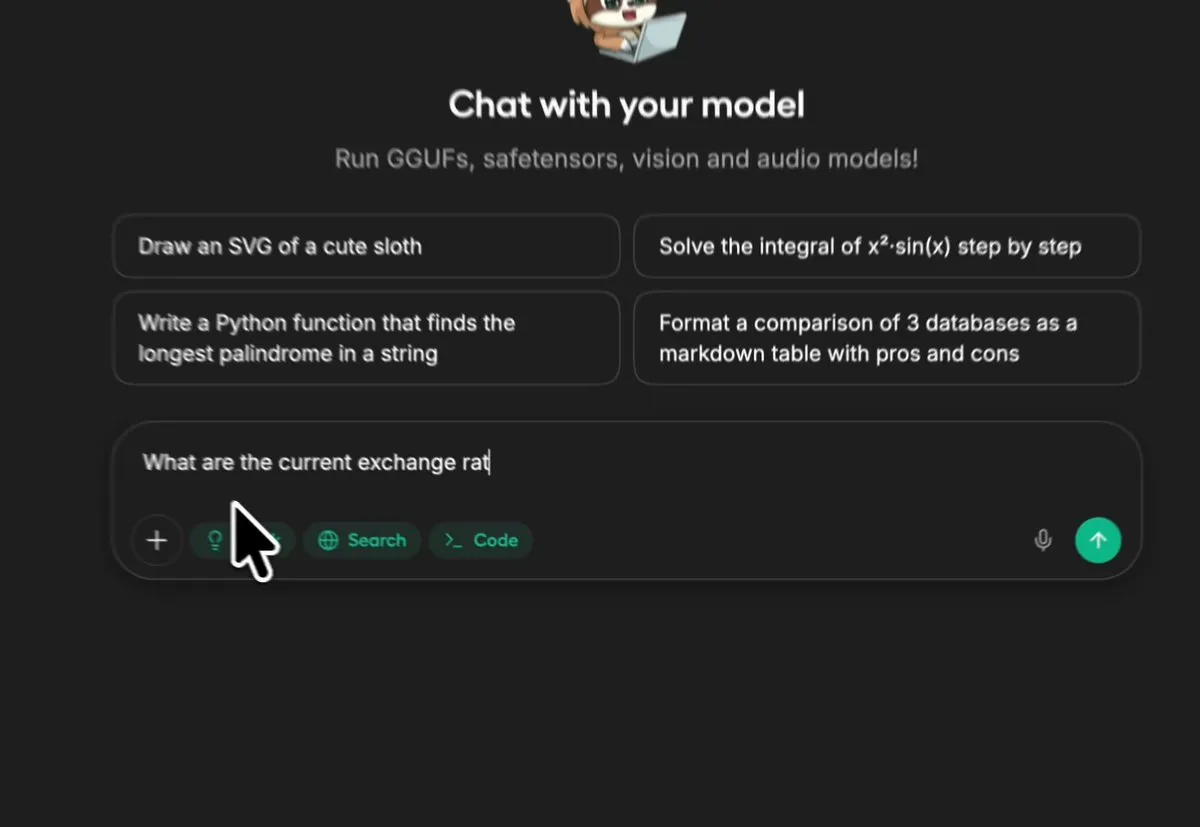 Chat with your model
Run GGUFs, safetensors, vision and audio models!
Draw an SVG of a cute sloth
Solve the integral of x²·sin(x) step by step
Write a Python function that finds the
longest palindrome in a string
Format a comparison of 3 databases as a
markdown table with pros and cons
What are the current exchange rat
Search
>_ Code